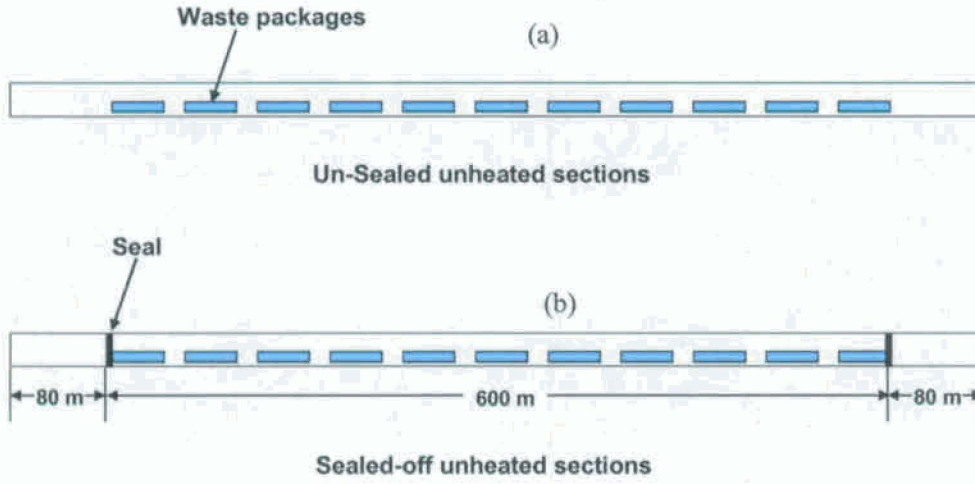 Waste packages
(a)
Un-Sealed unheated sections
Seal
(b)
80 m
600 m
80 m
Sealed-off unheated sections